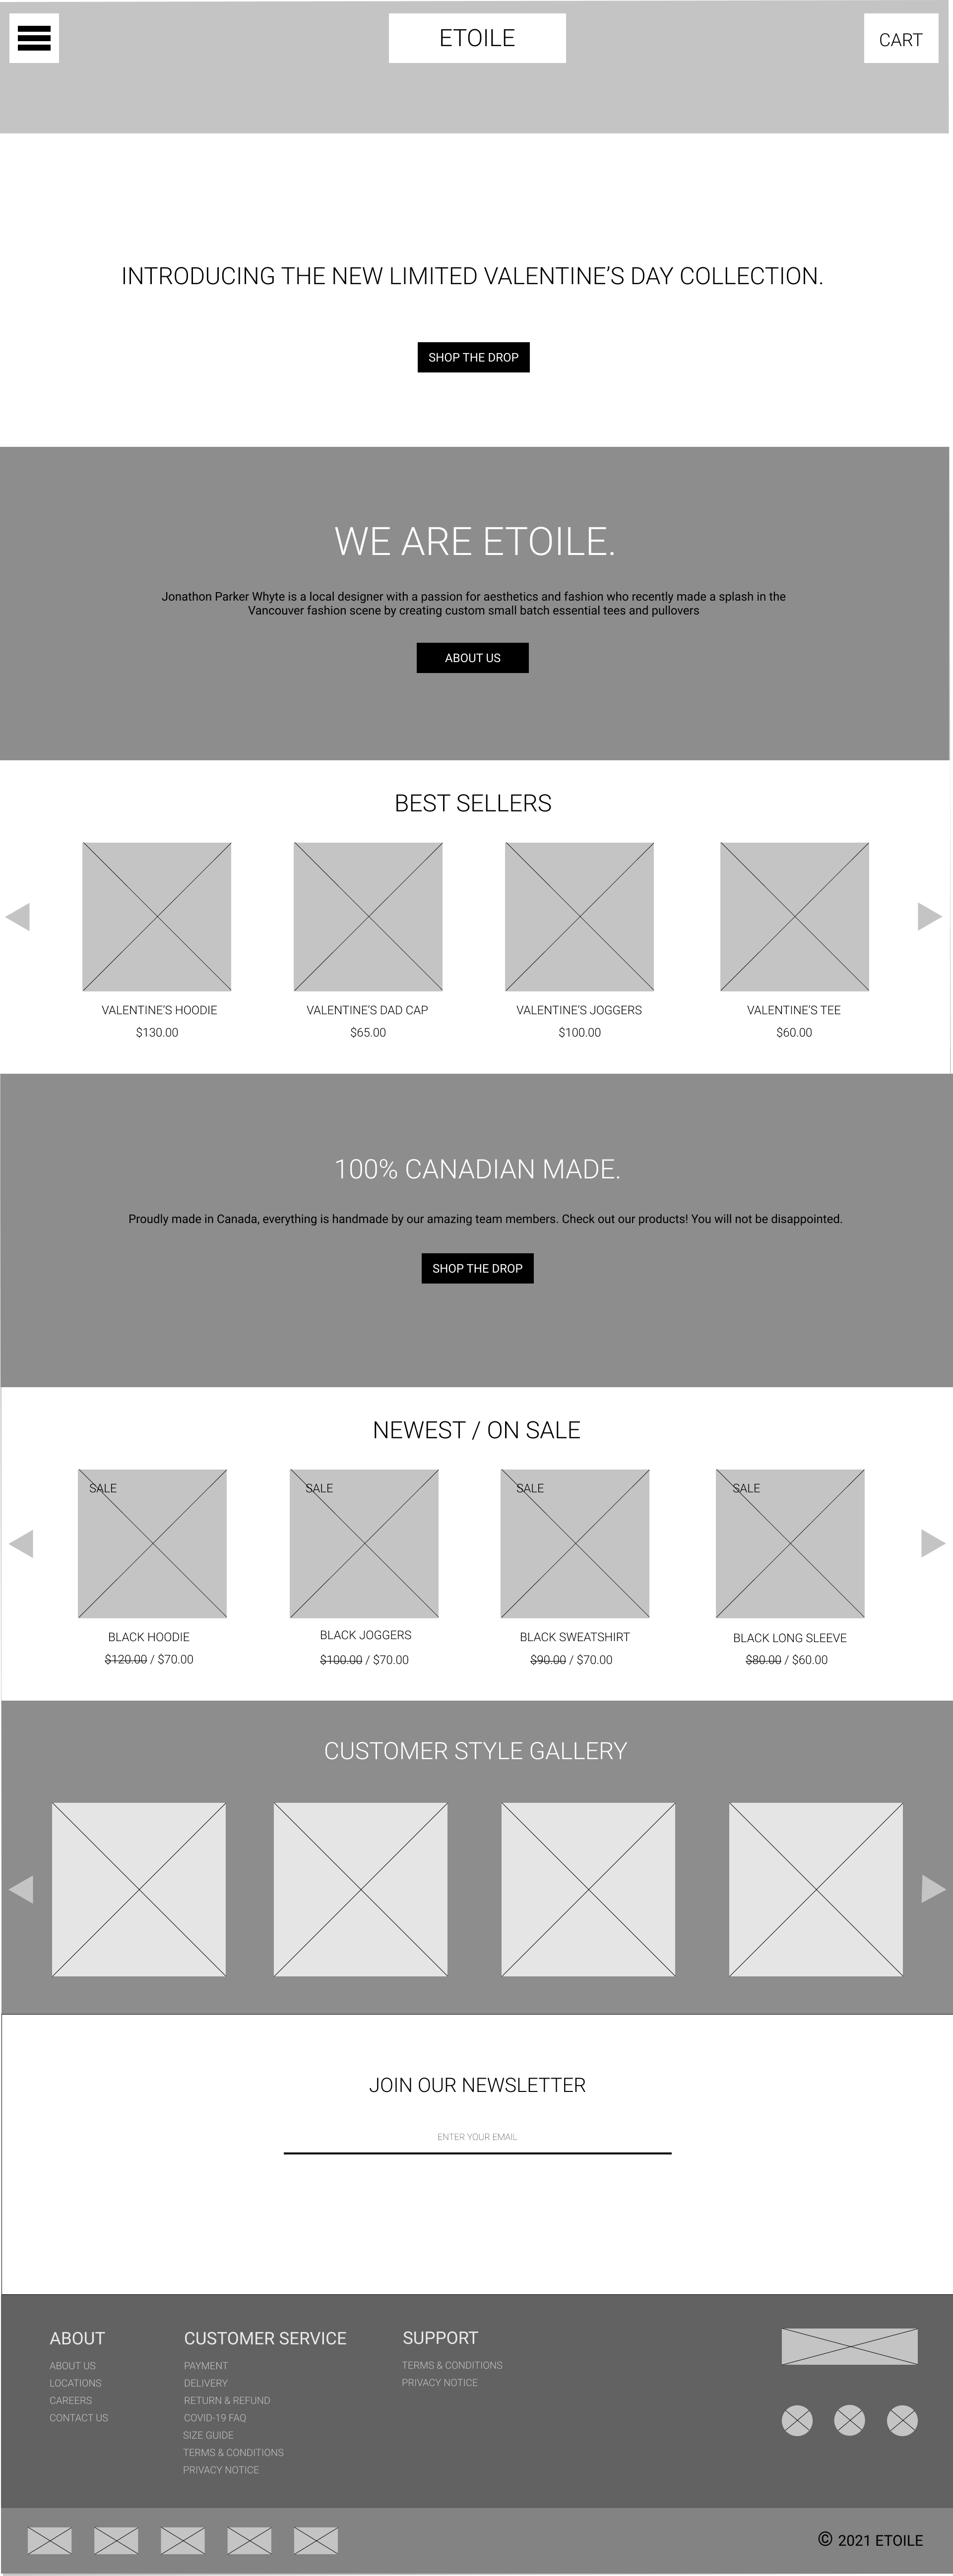 ETOILE
CART
INTRODUCING THE NEW LIMITED VALENTINE’S DAY COLLECTION.
SHOP THE DROP
WE ARE ETOILE.
Jonathon Parker Whyte is a local designer with a passion for aesthetics and fashion who recently made a splash in the
Vancouver fashion scene by creating custom small batch essential tees and pullovers
ABOUT US
BEST SELLERS
VALENTINE’S HOODIE
$130.00
VALENTINE’S DAD CAP
$65.00
VALENTINE’S JOGGERS
$100.00
VALENTINE’S TEE
$60.00
100% CANADIAN MADE.
Proudly made in Canada, everything is handmade by our amazing team members. Check out our products! You will not be disappointed.
SHOP THE DROP
NEWEST / ON SALE
SALE
BLACK HOODIE
$120.00 / $70.00
SALE
BLACK JOGGERS
$100.00 / $70.00
SALE
BLACK SWEATSHIRT
$90.00 / $70.00
SALE
BLACK LONG SLEEVE
$80.00 / $60.00
CUSTOMER STYLE GALLERY
JOIN OUR NEWSLETTER
ENTER YOUR EMAIL
ABOUT
ABOUT US
LOCATIONS
CAREERS
CONTACT US
CUSTOMER SERVICE
PAYMENT
DELIVERY
RETURN & REFUND
COVID-19 FAQ
SIZE GUIDE
TERMS & CONDITIONS
PRIVACY NOTICE
SUPPORT
TERMS & CONDITIONS
PRIVACY NOTICE
© 2021 ETOILE